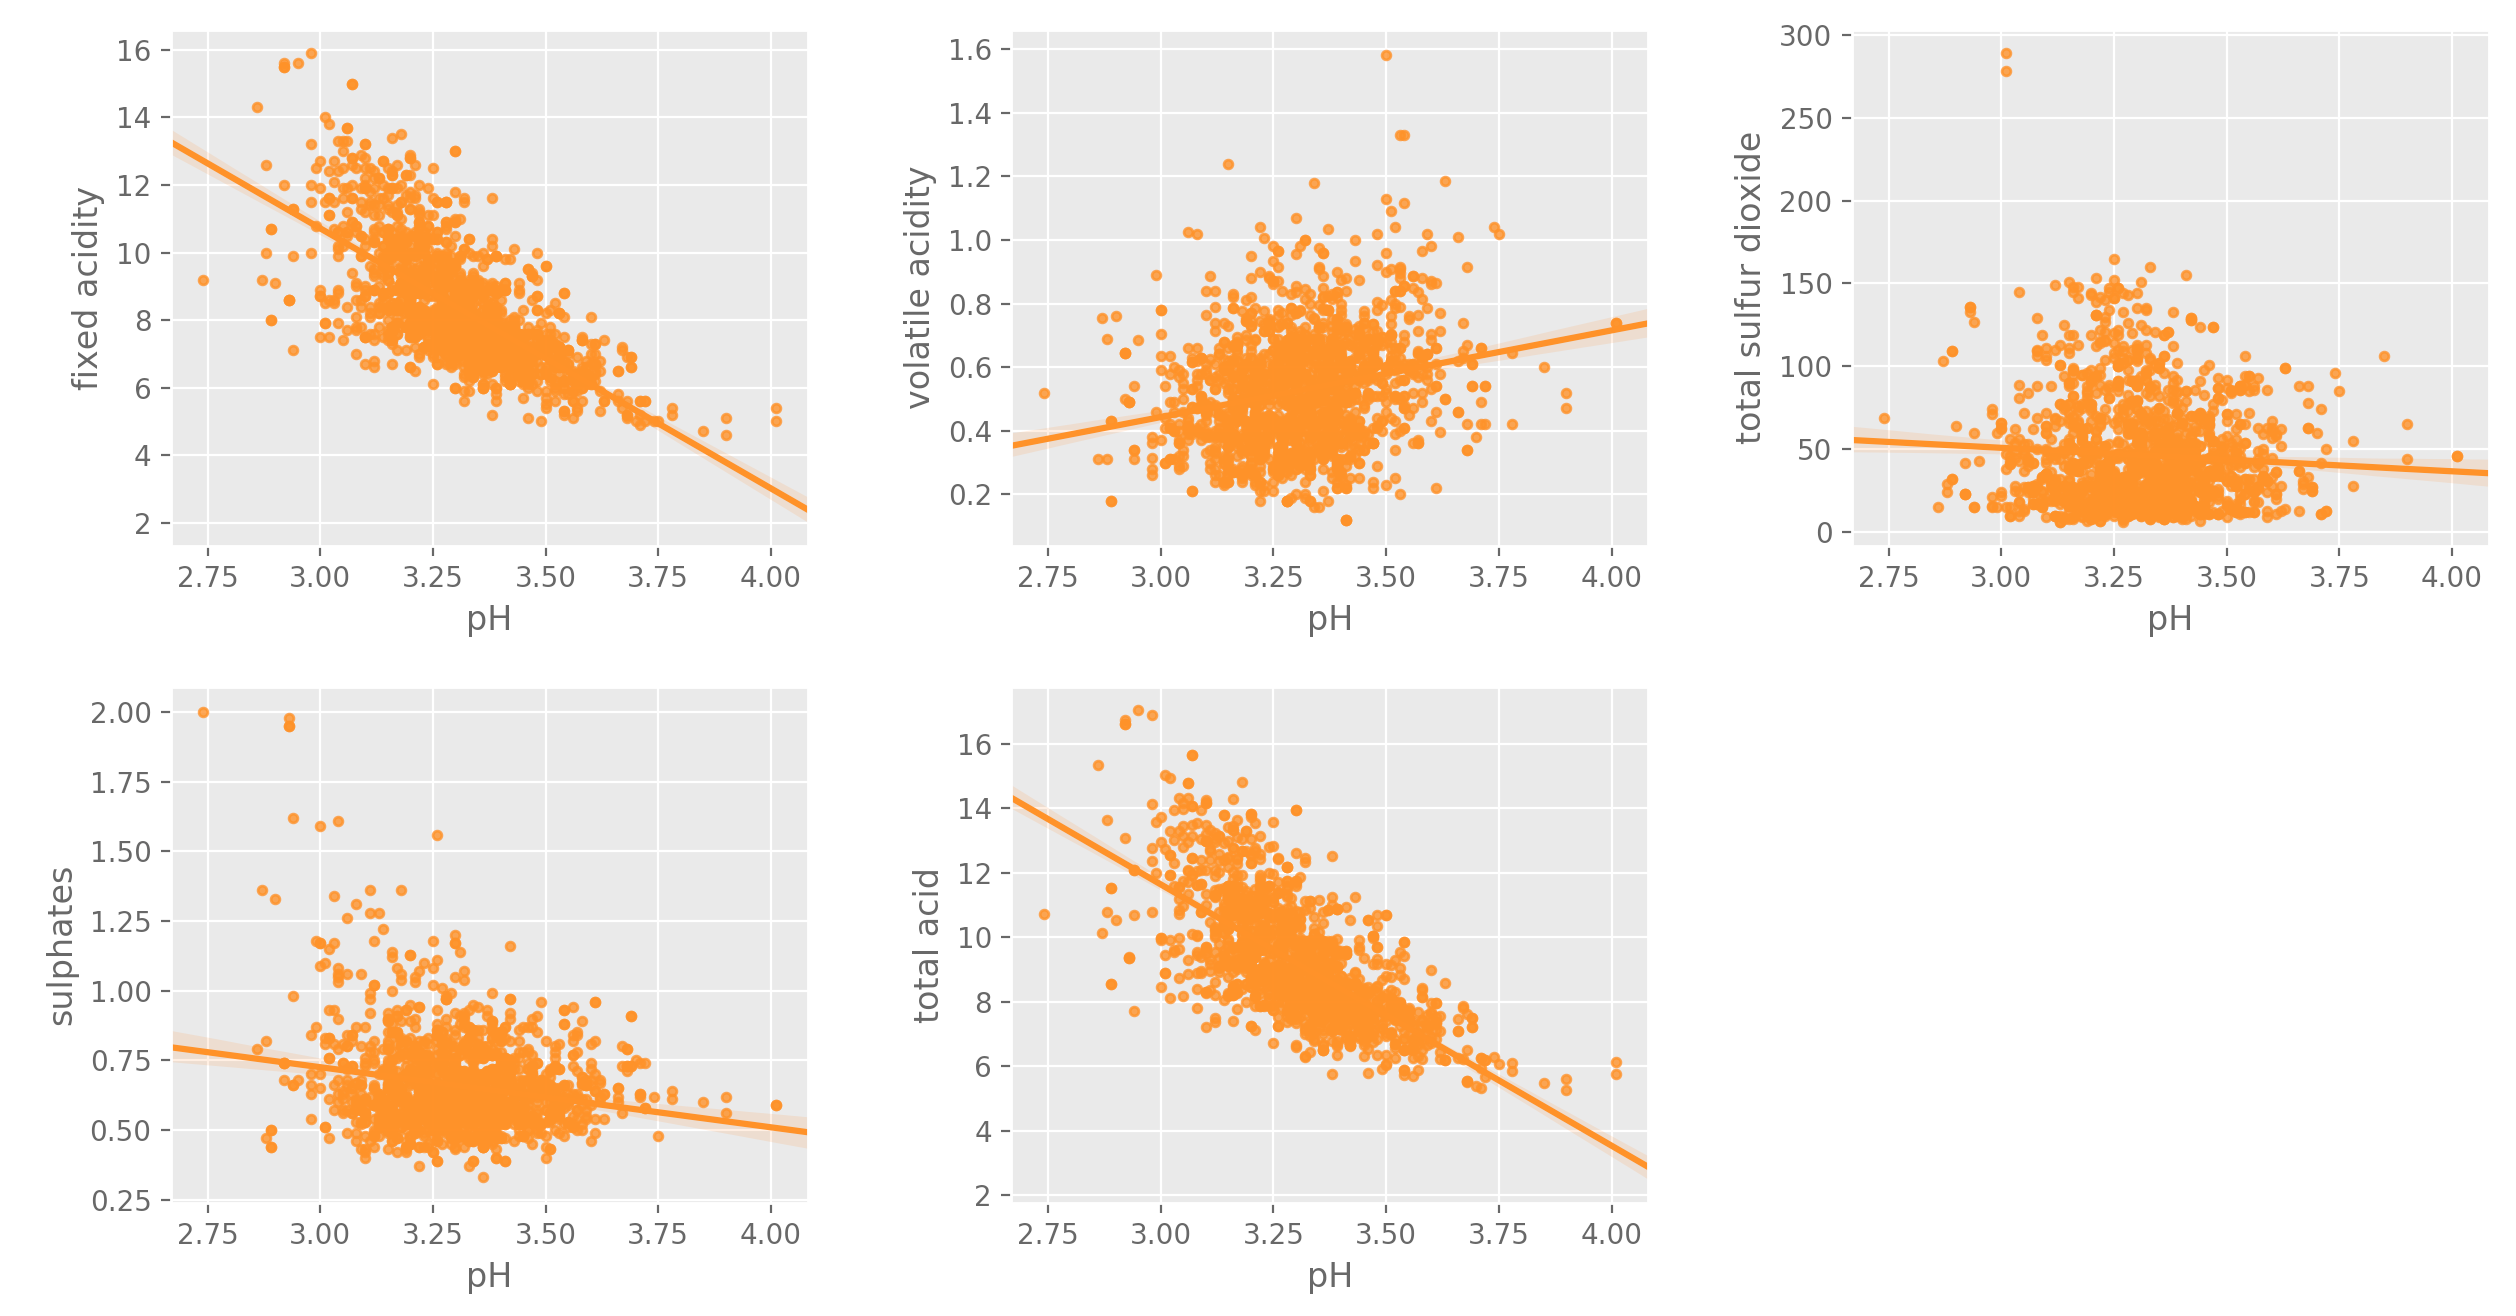 16
14
12
10
8
6
4
2
fixed acidity
2.75 3.00 3.25 3.50 3.75 4.00
pH
1.6
1.4
1.2
1.0
0.8
0.6
0.4
0.2
volatile acidity
2.75 3.00 3.25 3.50 3.75 4.00
pH
300
250
200
150
100
50
0
total sulfur dioxide
2.75 3.00 3.25 3.50 3.75 4.00
pH
2.00
1.75
1.50
1.25
1.00
0.75
0.50
0.25
sulphates
2.75 3.00 3.25 3.50 3.75 4.00
pH
16
14
12
10
8
6
4
2
total acid
2.75 3.00 3.25 3.50 3.75 4.00
pH